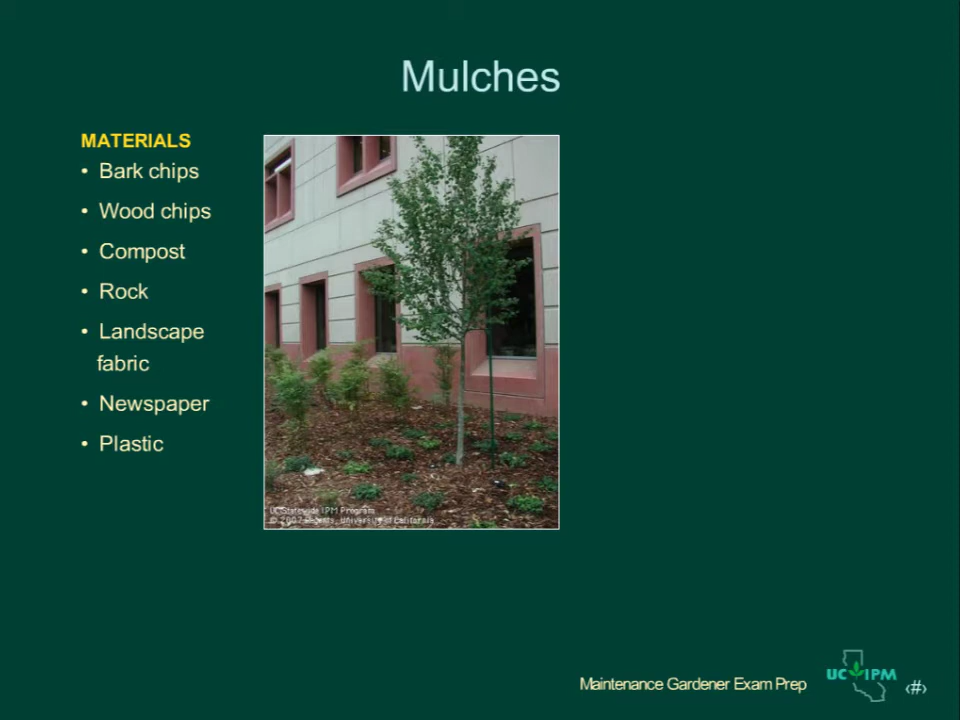 Mulches
MATERIALS
• Bark chips
• Wood chips
• Compost
• Rock
• Landscape
fabric
• Newspaper
• Plastic
UC Statewide IPM Program
© 2007 Regents, University of California
Maintenance Gardener Exam Prep
UC IPM
‹#›